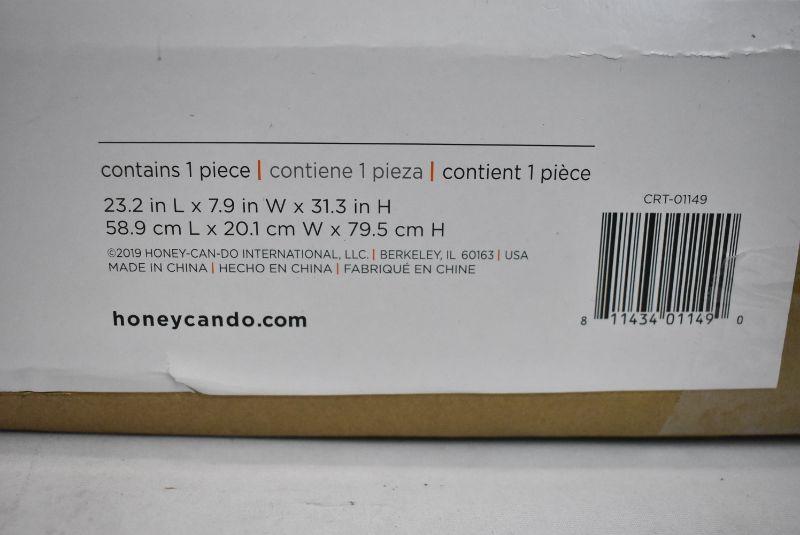 contains 1 piece | contiene 1 pieza | contient 1 pièce
23.2 in L x 7.9 in W x 31.3 in H
58.9 cm L x 20.1 cm W x 79.5 cm H
©2019 HONEY-CAN-DO INTERNATIONAL, LLC. | BERKELEY, IL 60163 | USA
MADE IN CHINA | HECHO EN CHINA | FABRIQUÉ EN CHINE
honeycando.com
CRT-01149
8 11434 01149 0